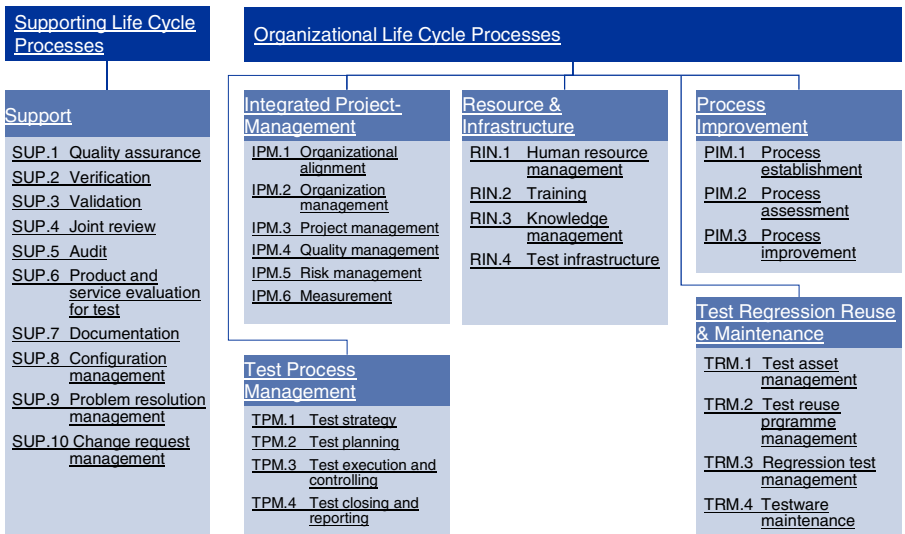 Supporting Life Cycle
Processes
Organizational Life Cycle Processes
Support
SUP.1 Quality assurance
SUP.2 Verification
SUP.3 Validation
SUP.4 Joint review
SUP.5 Audit
SUP.6 Product and
service evaluation
for test
SUP.7 Documentation
SUP.8 Configuration
management
SUP.9 Problem resolution
management
SUP.10 Change request
management
Integrated Project-
Management
IPM.1 Organizational
alignment
IPM.2 Organization
management
IPM.3 Project management
IPM.4 Quality management
IPM.5 Risk management
IPM.6 Measurement
Resource &
Infrastructure
RIN.1 Human resource
management
RIN.2 Training
RIN.3 Knowledge
management
RIN.4 Test infrastructure
Process
Improvement
PIM.1 Process
establishment
PIM.2 Process
assessment
PIM.3 Process
improvement
Test Process
Management
TPM.1 Test strategy
TPM.2 Test planning
TPM.3 Test execution and
controlling
TPM.4 Test closing and
reporting
Test Regression Reuse
& Maintenance
TRM.1 Test asset
management
TRM.2 Test reuse
prgramme
management
TRM.3 Regression test
management
TRM.4 Testware
maintenance